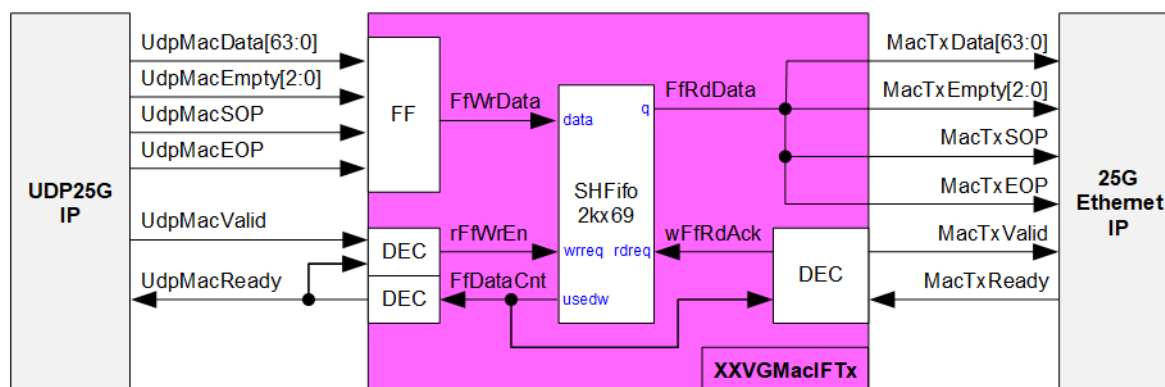 UdpMacData[63:0]
UdpMacEmpty[2:0]
UdpMacSOP
UdpMacEOP
UDP25G
IP
UdpMacValid
UdpMacReady
FF
FfWrData
DEC
rFfWrEn
DEC
FfDataCnt
data
q
SHFifo
2kx69
wrreq
rdreq
usedw
FfRdData
wFfRdAck
DEC
XXVGMacIFTx
MacTxData[63:0]
MacTxEmpty[2:0]
MacTxSOP
MacTxEOP
MacTxValid
MacTxReady
25G
Ethernet
IP